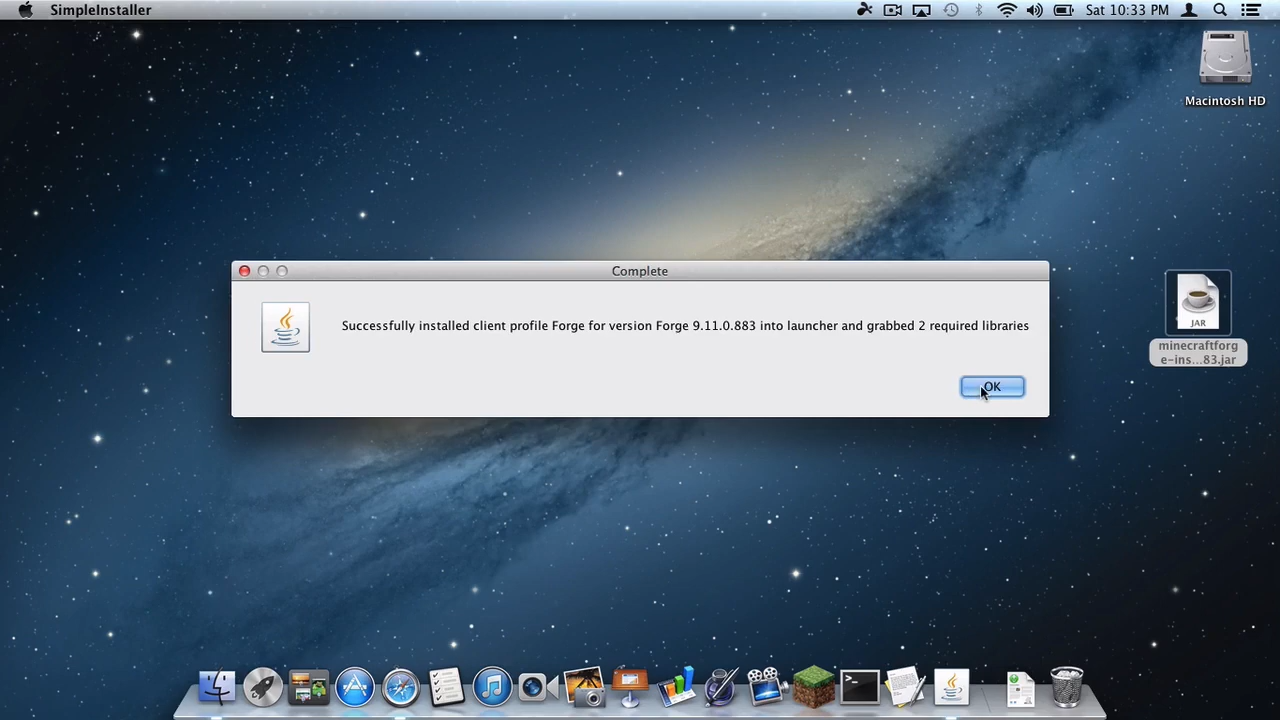 SimpleInstaller
Sat 10:33 PM
Macintosh HD
Complete
Successfully installed client profile Forge for version Forge 9.11.0.883 into launcher and grabbed 2 required libraries
JAR
minecraftforg
e-ins...83.jar
OK
>_